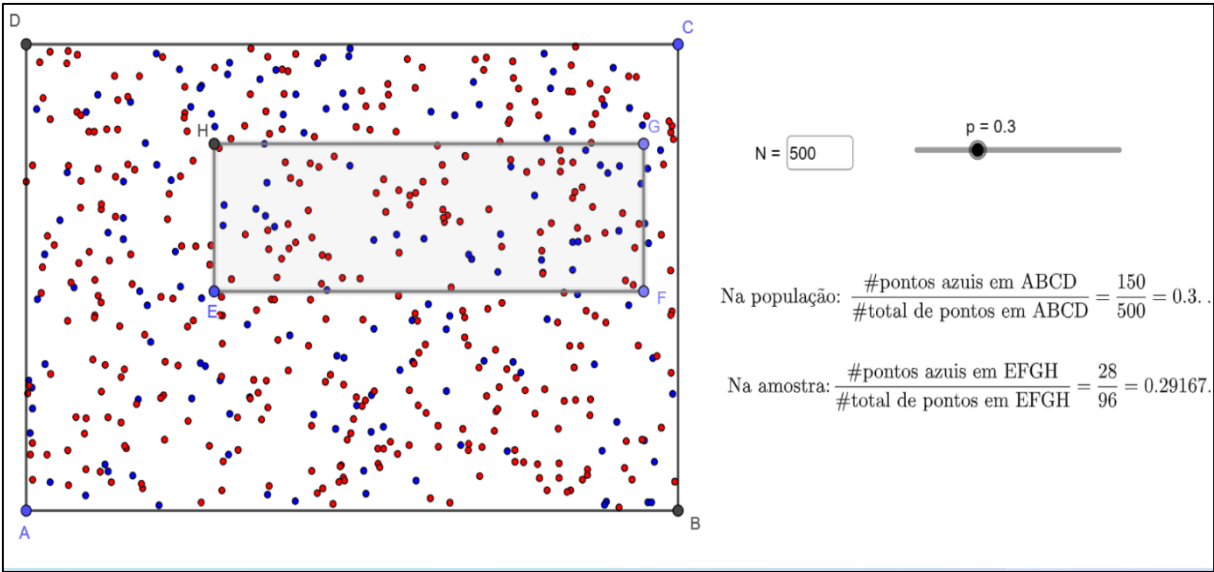 D
C
H
G
E
F
A
B
N = 500
p = 0.3
Na população: #pontos azuis em ABCD / #total de pontos em ABCD = 150 / 500 = 0.3. .
Na amostra: #pontos azuis em EFGH / #total de pontos em EFGH = 28 / 96 = 0.29167.